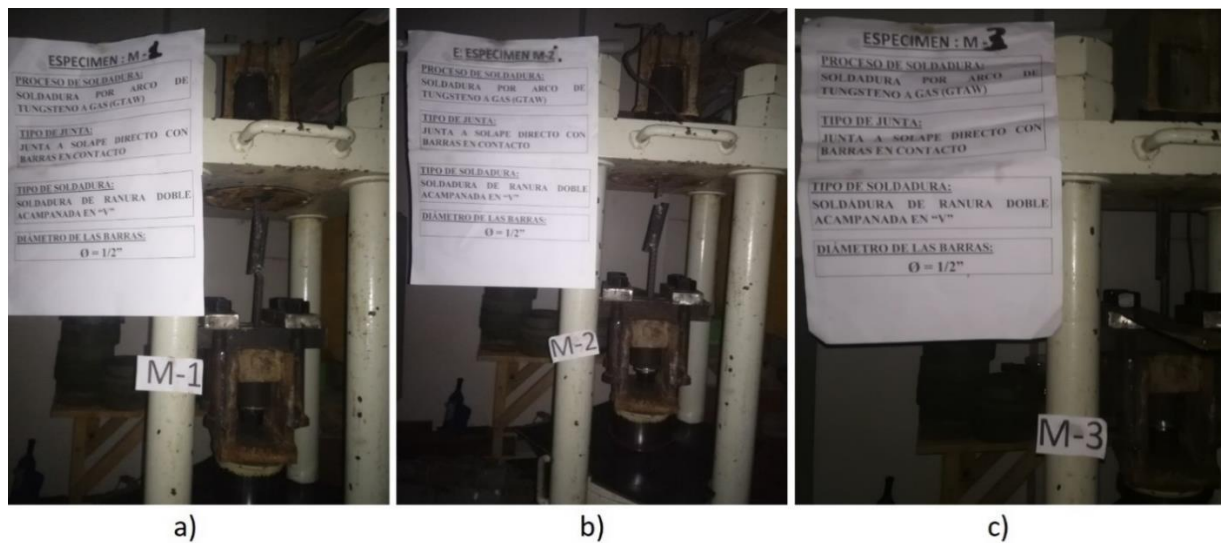 ESPECIMEN : M-1
PROCESO DE SOLDADURA:
SOLDADURA POR ARCO DE
TUNGSTENO A GAS (GTAW)
TIPO DE JUNTA:
JUNTA A SOLAPE DIRECTO CON
BARRAS EN CONTACTO
TIPO DE SOLDADURA:
SOLDADURA DE RANURA DOBLE
ACAMPANADA EN “V”
DIÁMETRO DE LAS BARRAS:
Ø = 1/2”
M-1
a)
E: ESPECIMEN M-2.
PROCESO DE SOLDADURA:
SOLDADURA POR ARCO DE
TUNGSTENO A GAS (GTAW)
TIPO DE JUNTA:
JUNTA A SOLAPE DIRECTO CON
BARRAS EN CONTACTO
TIPO DE SOLDADURA:
SOLDADURA DE RANURA DOBLE
ACAMPANADA EN “V”
DIÁMETRO DE LAS BARRAS:
Ø = 1/2”
M-2
b)
ESPECIMEN : M-3
PROCESO DE SOLDADURA:
SOLDADURA POR ARCO DE
TUNGSTENO A GAS (GTAW)
TIPO DE JUNTA:
JUNTA A SOLAPE DIRECTO CON
BARRAS EN CONTACTO
TIPO DE SOLDADURA:
SOLDADURA DE RANURA DOBLE
ACAMPANADA EN “V”
DIÁMETRO DE LAS BARRAS:
Ø = 1/2”
M-3
c)